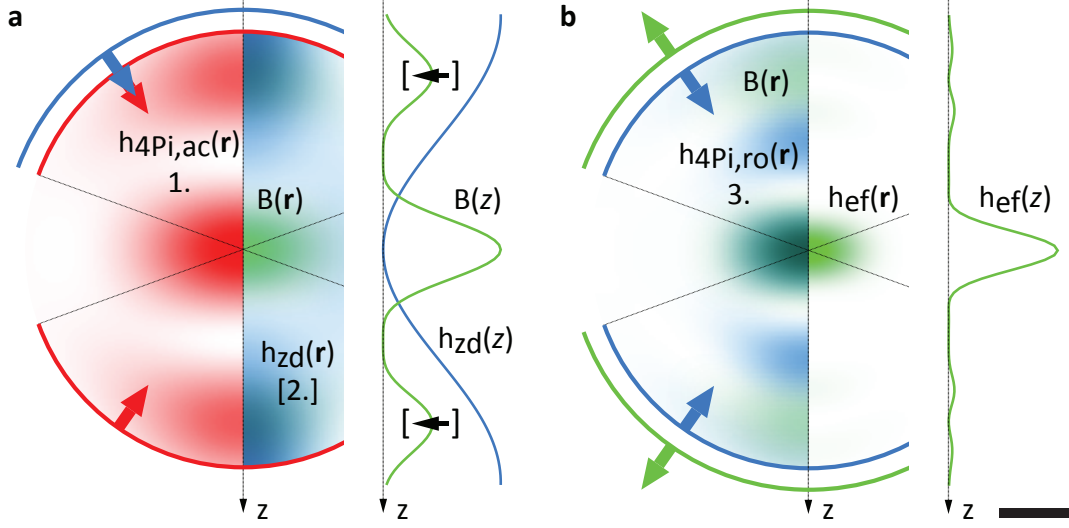 a
h4Pi,ac(r)
1.
B(r)
hzd(r)
[2.]
z
[ ]
B(z)
hzd(z)
[ ]
b
B(r)
h4Pi,ro(r)
3.
hef(r)
z
hef(z)